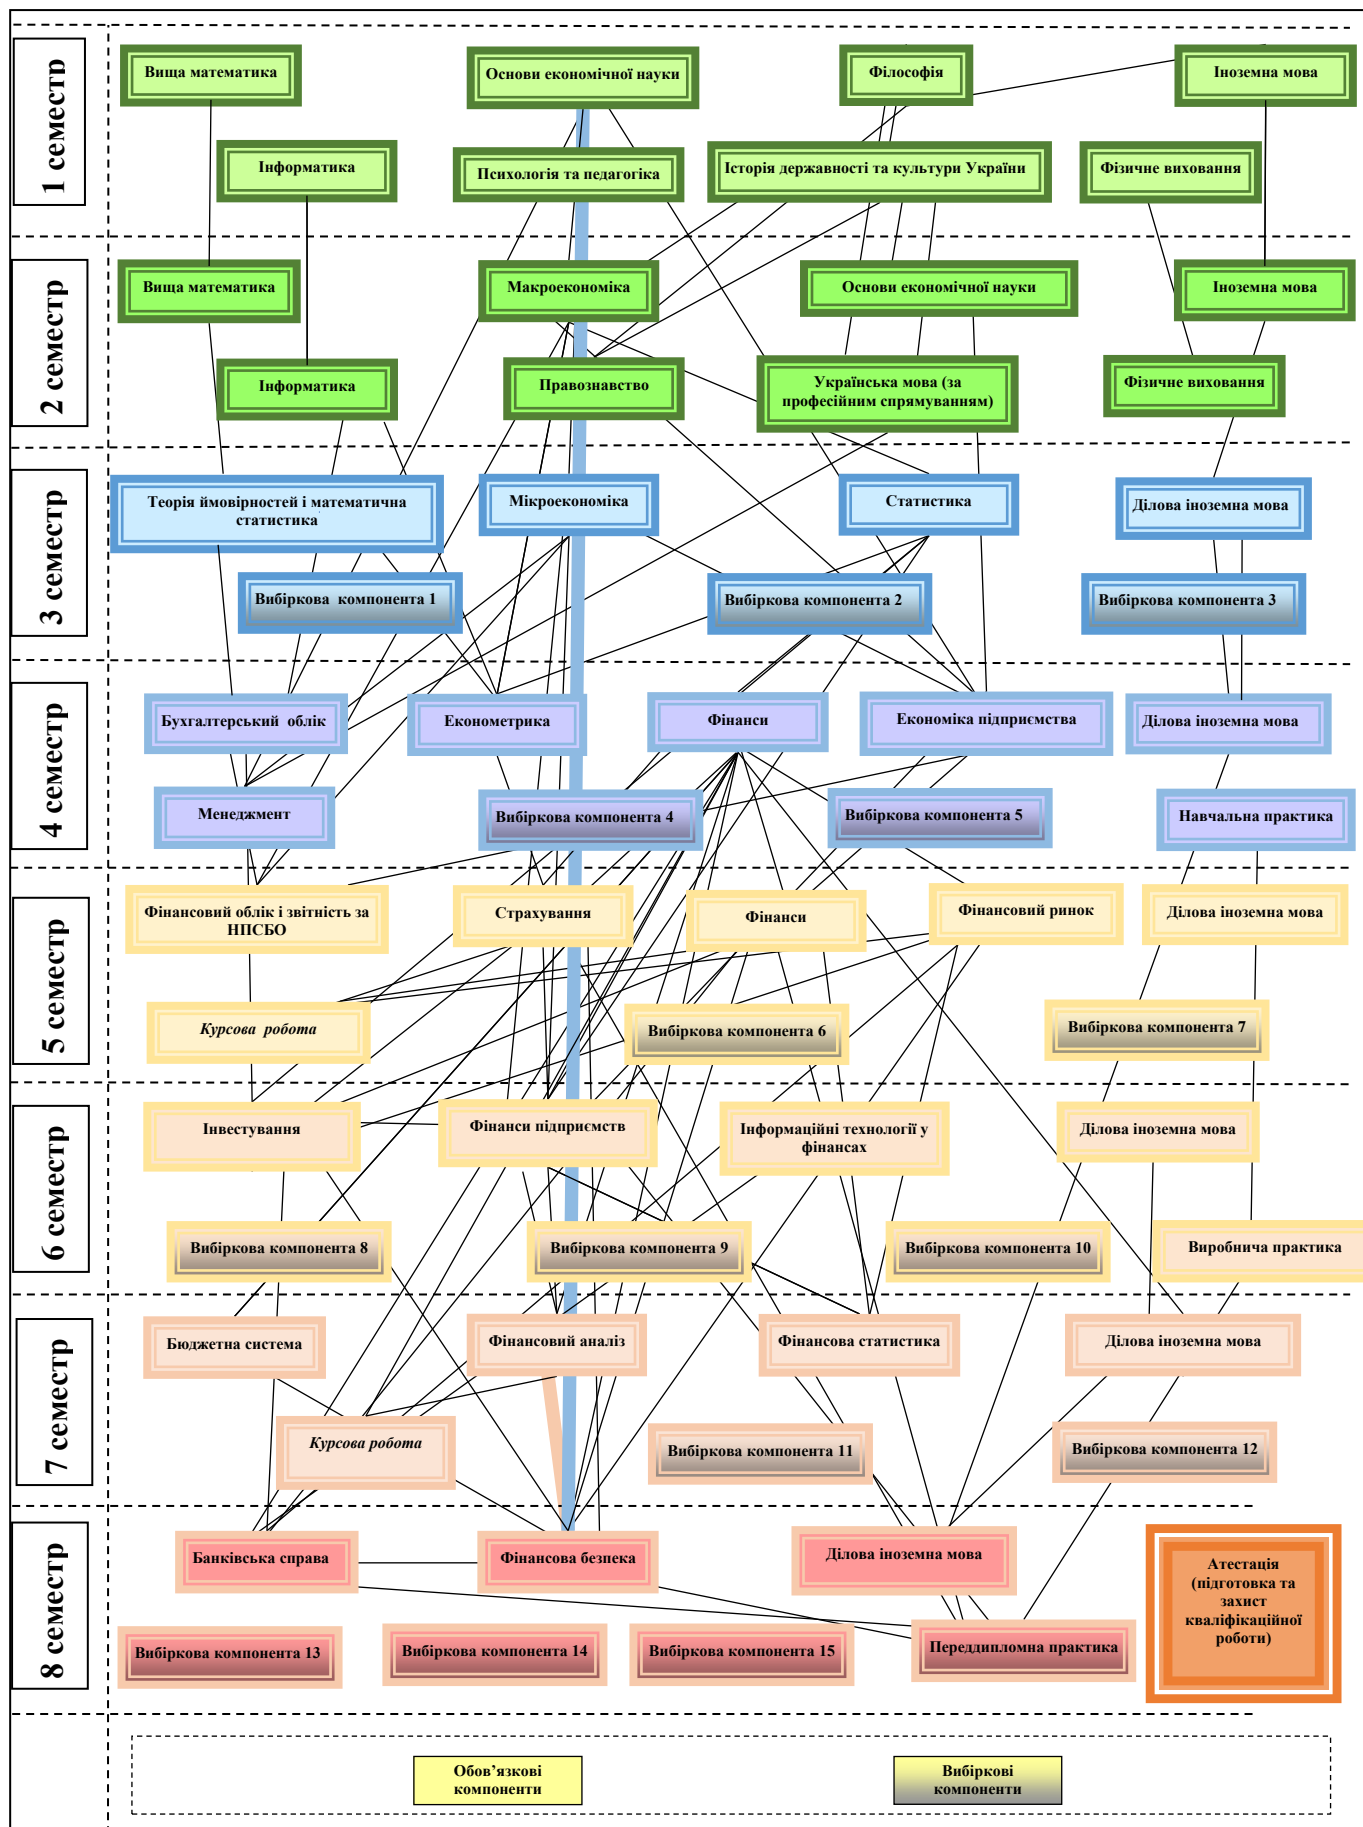 1 семестр
Вища математика
Основи економічної науки
Філософія
Іноземна мова
Інформатика
Психологія та педагогіка
Історія державності та культури України
Фізичне виховання
2 семестр
Вища математика
Макроекономіка
Основи економічної науки
Іноземна мова
Інформатика
Правознавство
Українська мова (за
професійним спрямуванням)
Фізичне виховання
3 семестр
Теорія ймовірностей і математична
статистика
Мікроекономіка
Статистика
Ділова іноземна мова
Вибіркова компонента 1
Вибіркова компонента 2
Вибіркова компонента 3
4 семестр
Бухгалтерський облік
Економетрика
Фінанси
Економіка підприємства
Ділова іноземна мова
Менеджмент
Вибіркова компонента 4
Вибіркова компонента 5
Навчальна практика
5 семестр
Фінансовий облік і звітність за
НПСБО
Страхування
Фінанси
Фінансовий ринок
Ділова іноземна мова
Курсова робота
Вибіркова компонента 6
Вибіркова компонента 7
6 семестр
Інвестування
Фінанси підприємств
Інформаційні технології у
фінансах
Ділова іноземна мова
Вибіркова компонента 8
Вибіркова компонента 9
Вибіркова компонента 10
Виробнича практика
7 семестр
Бюджетна система
Фінансовий аналіз
Фінансова статистика
Ділова іноземна мова
Курсова робота
Вибіркова компонента 11
Вибіркова компонента 12
8 семестр
Банківська справа
Фінансова безпека
Ділова іноземна мова
Атестація
(підготовка та
захист
кваліфікаційної
роботи)
Вибіркова компонента 13
Вибіркова компонента 14
Вибіркова компонента 15
Переддипломна практика
Обов’язкові
компоненти
Вибіркові
компоненти